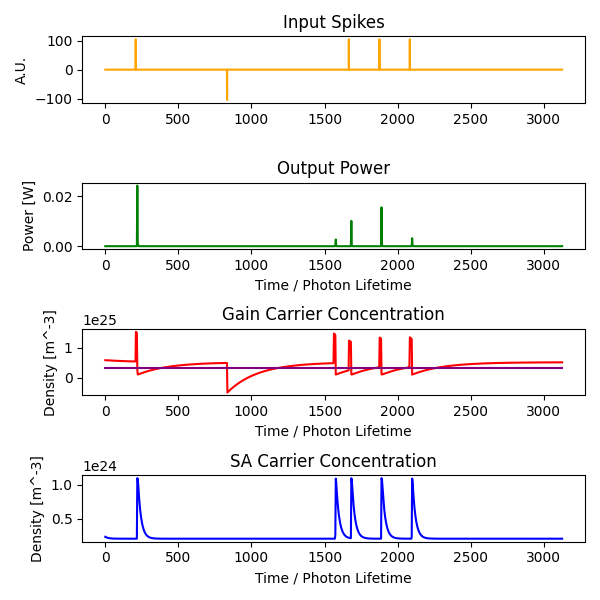 Input Spikes
A.U.
100
0
−100
0 500 1000 1500 2000 2500 3000
Output Power
Power [W]
0.02
0.00
0 500 1000 1500 2000 2500 3000
Time / Photon Lifetime
Gain Carrier Concentration
1e25
Density [m^-3]
1
0
0 500 1000 1500 2000 2500 3000
Time / Photon Lifetime
SA Carrier Concentration
1e24
Density [m^-3]
1.0
0.5
0 500 1000 1500 2000 2500 3000
Time / Photon Lifetime